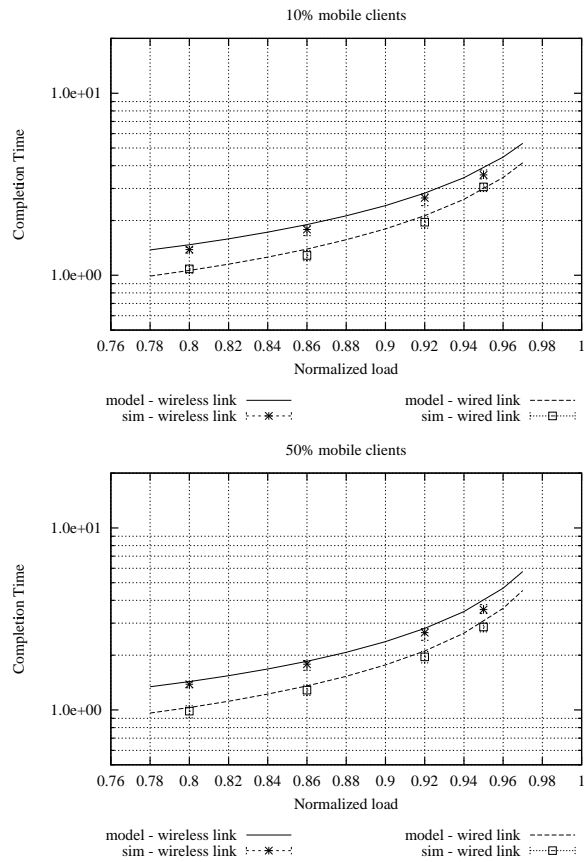 10% mobile clients
1.0e+01
1.0e+00
Completion Time
0.76 0.78 0.8 0.82 0.84 0.86 0.88 0.9 0.92 0.94 0.96 0.98 1
Normalized load
model - wireless link model - wired link
sim - wireless link sim - wired link
50% mobile clients
1.0e+01
1.0e+00
Completion Time
0.76 0.78 0.8 0.82 0.84 0.86 0.88 0.9 0.92 0.94 0.96 0.98 1
Normalized load
model - wireless link model - wired link
sim - wireless link sim - wired link